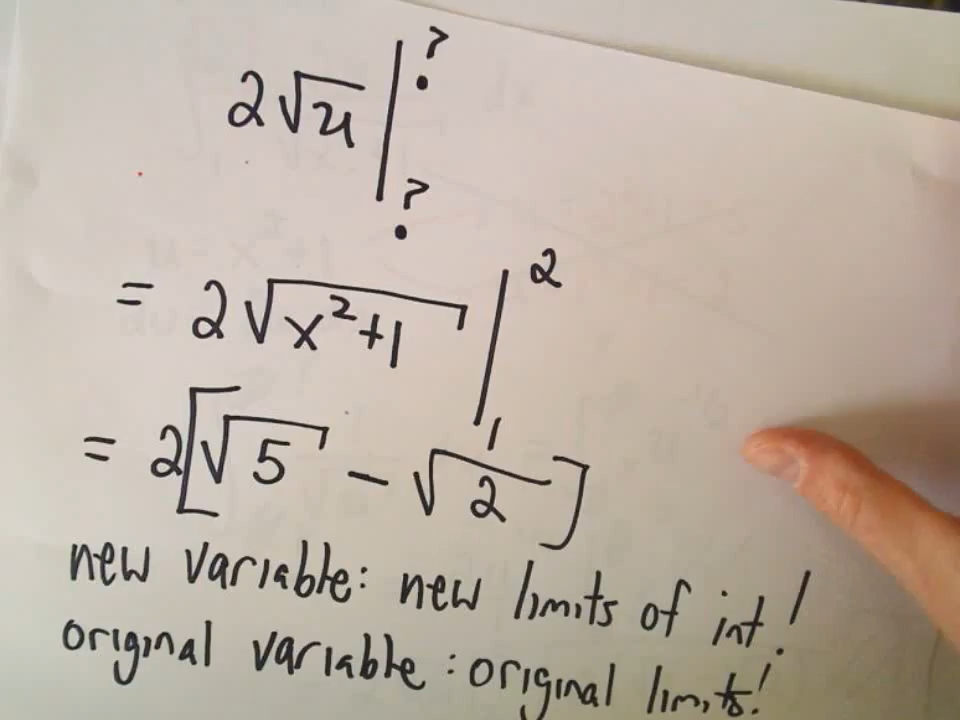 2√u |?
?
= 2√x²+1 |2
1
= 2[√5 - √2]
new variable: new limits of int!
original variable: original limits!